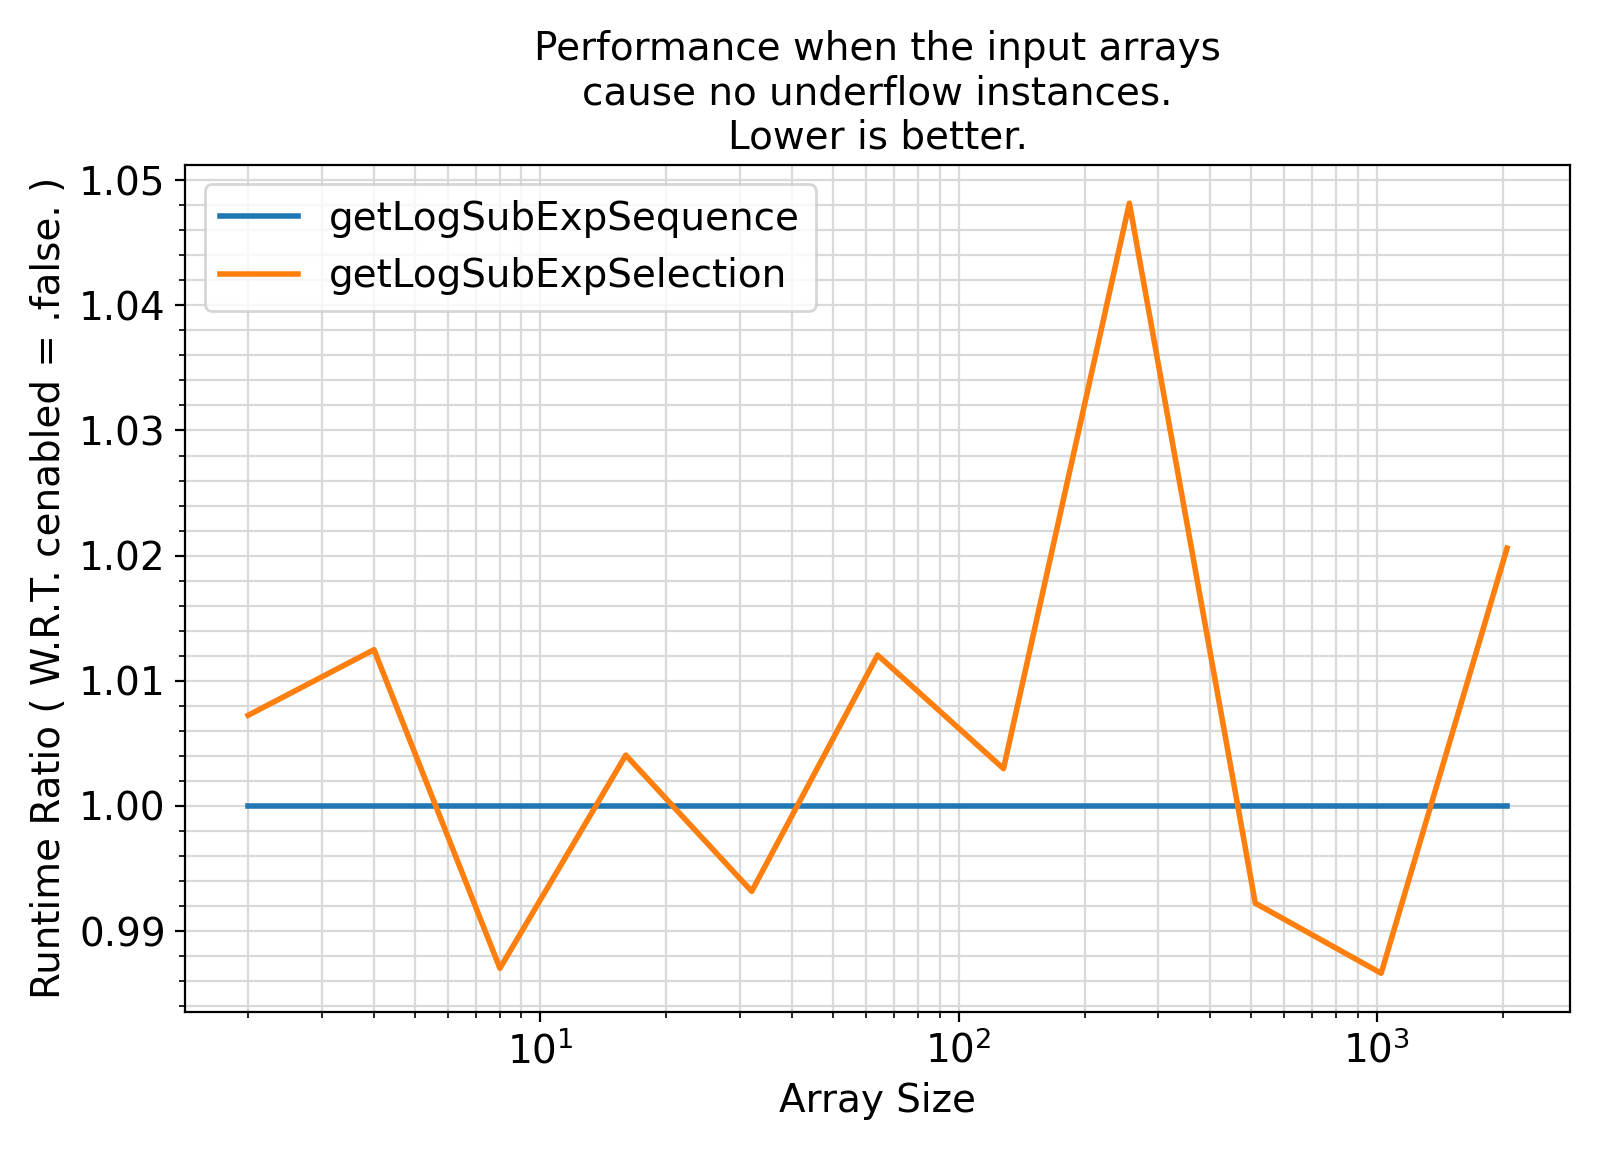 Performance when the input arrays
cause no underflow instances.
Lower is better.
Runtime Ratio ( W.R.T. cenabled = .false. )
1.05
1.04
1.03
1.02
1.01
1.00
0.99
getLogSubExpSequence
getLogSubExpSelection
10¹ 10² 10³
Array Size